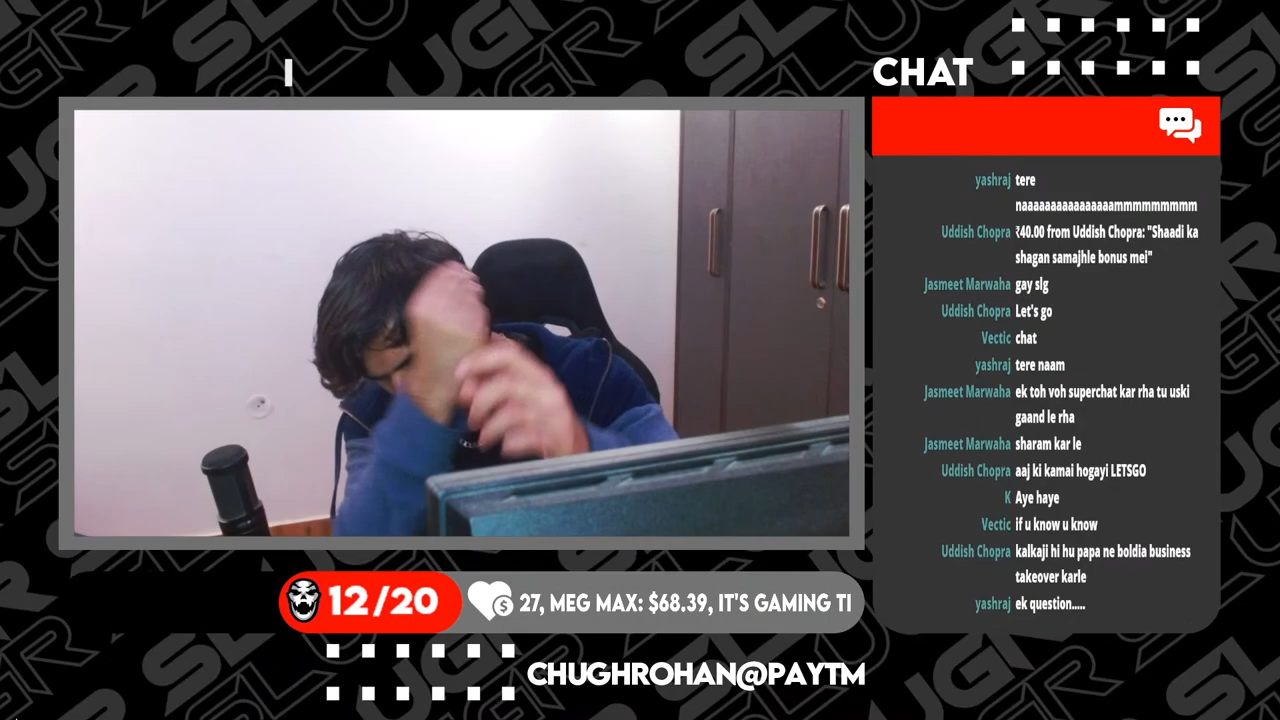 CHAT
yashraj tere
naaaaaaaaaaaaaaaammmmmmmmm
Uddish Chopra ₹40.00 from Uddish Chopra: "Shaadi ka
shagan samajhle bonus mei"
Jasmeet Marwaha gay slg
Uddish Chopra Let's go
Vectic chat
yashraj tere naam
Jasmeet Marwaha ek toh voh superchat kar rha tu uski
gaand le rha
Jasmeet Marwaha sharam kar le
Uddish Chopra aaj ki kamai hogayi LETSGO
K Aye haye
Vectic if u know u know
Uddish Chopra kalkaji hi hu papa ne boldia business
takeover karle
yashraj ek question.....
12/20
27, MEG MAX: $68.39, IT'S GAMING TI
CHUGHROHAN@PAYTM